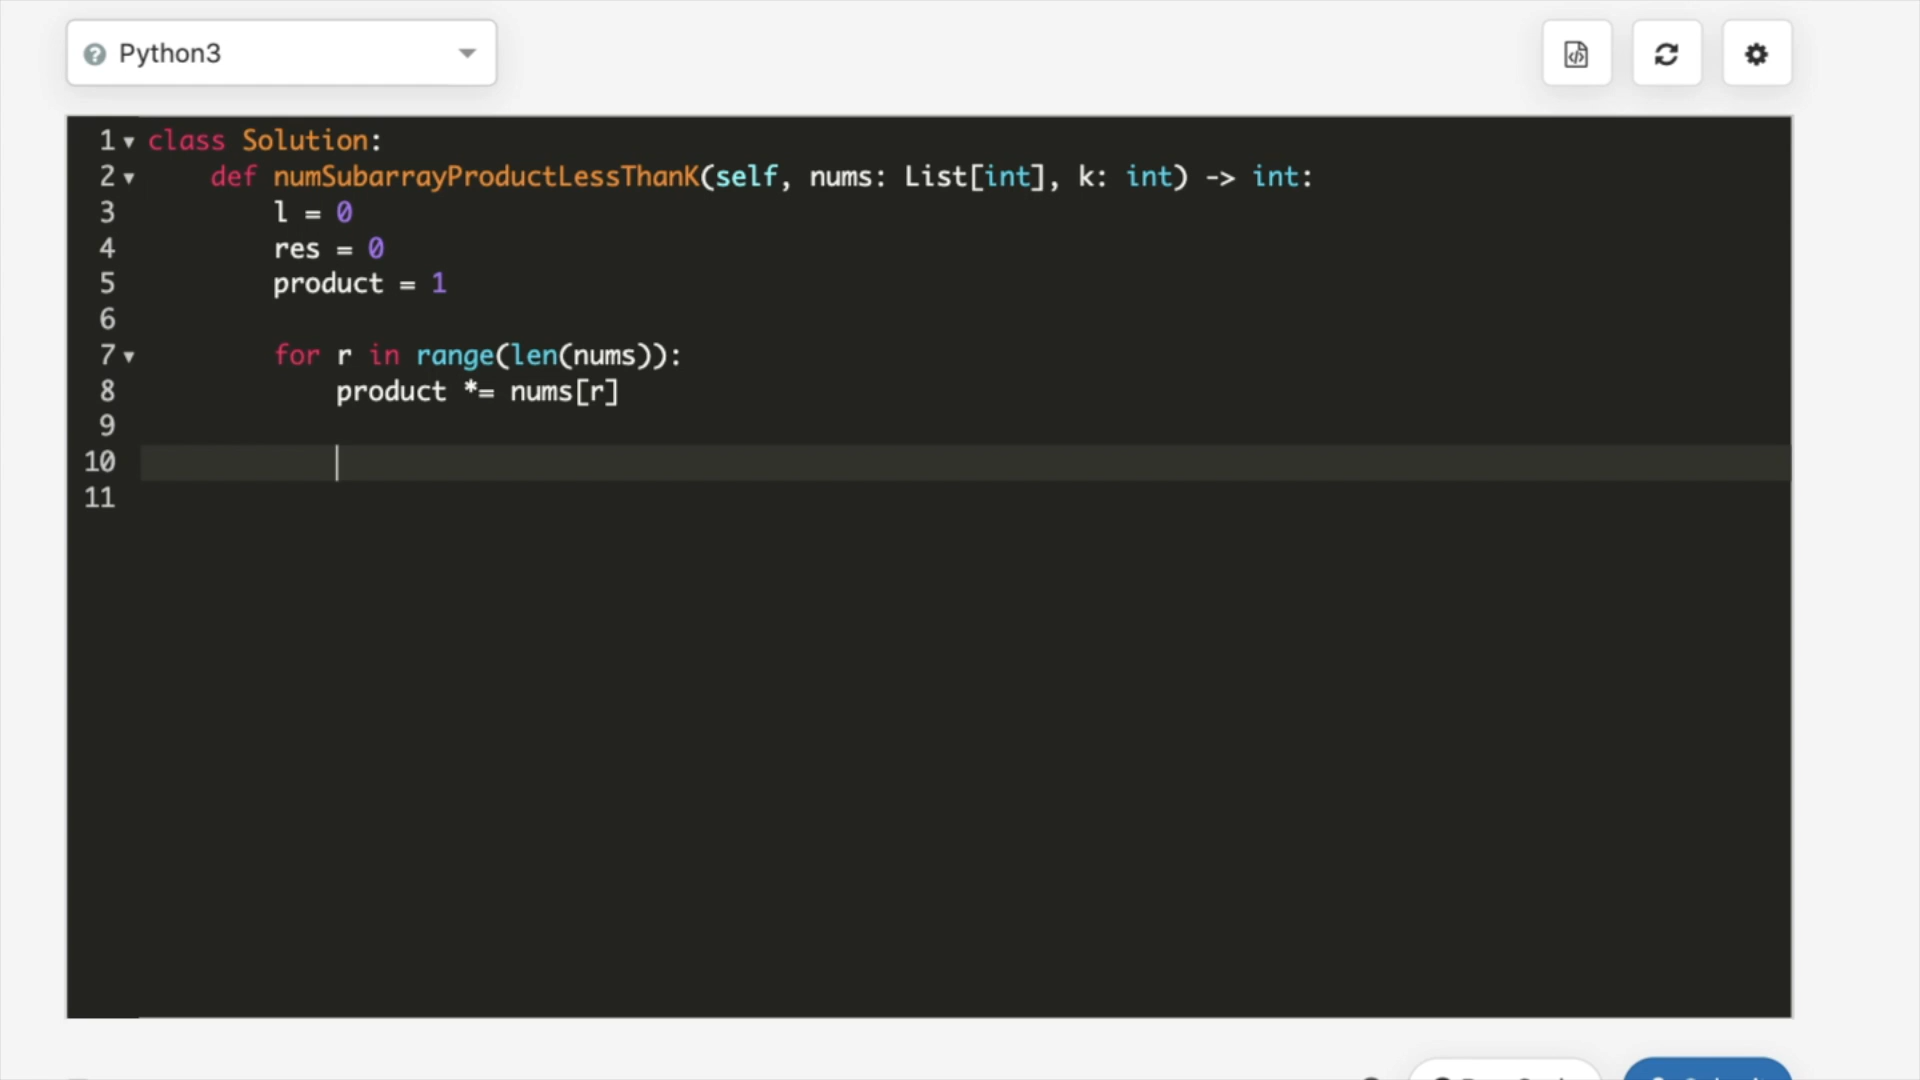 Python3
1 class Solution:
2 def numSubarrayProductLessThanK(self, nums: List[int], k: int) -> int:
3 l = 0
4 res = 0
5 product = 1
6
7 for r in range(len(nums)):
8 product *= nums[r]
9
10
11